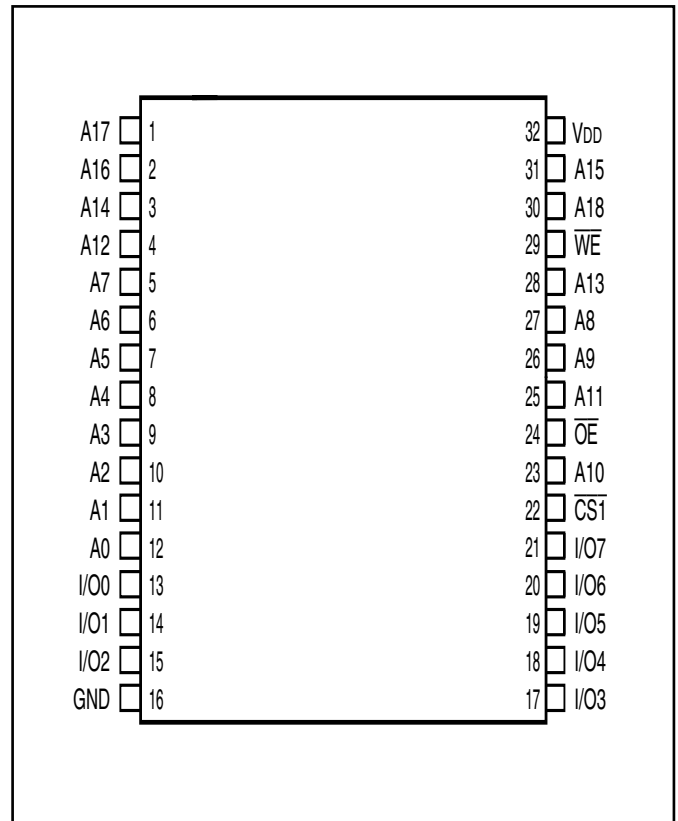 A17 1 32 VDD
A16 2 31 A15
A14 3 30 A18
A12 4 29 W̅E̅
A7 5 28 A13
A6 6 27 A8
A5 7 26 A9
A4 8 25 A11
A3 9 24 O̅E̅
A2 10 23 A10
A1 11 22 C̅S̅1̅
A0 12 21 I/O7
I/O0 13 20 I/O6
I/O1 14 19 I/O5
I/O2 15 18 I/O4
GND 16 17 I/O3